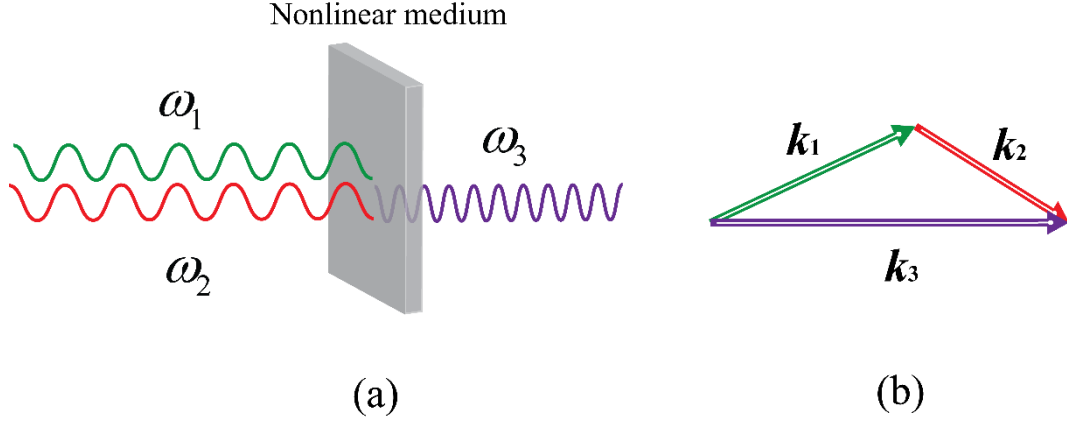 Nonlinear medium
ω1
ω2
ω3
k1
k2
k3
(a)
(b)